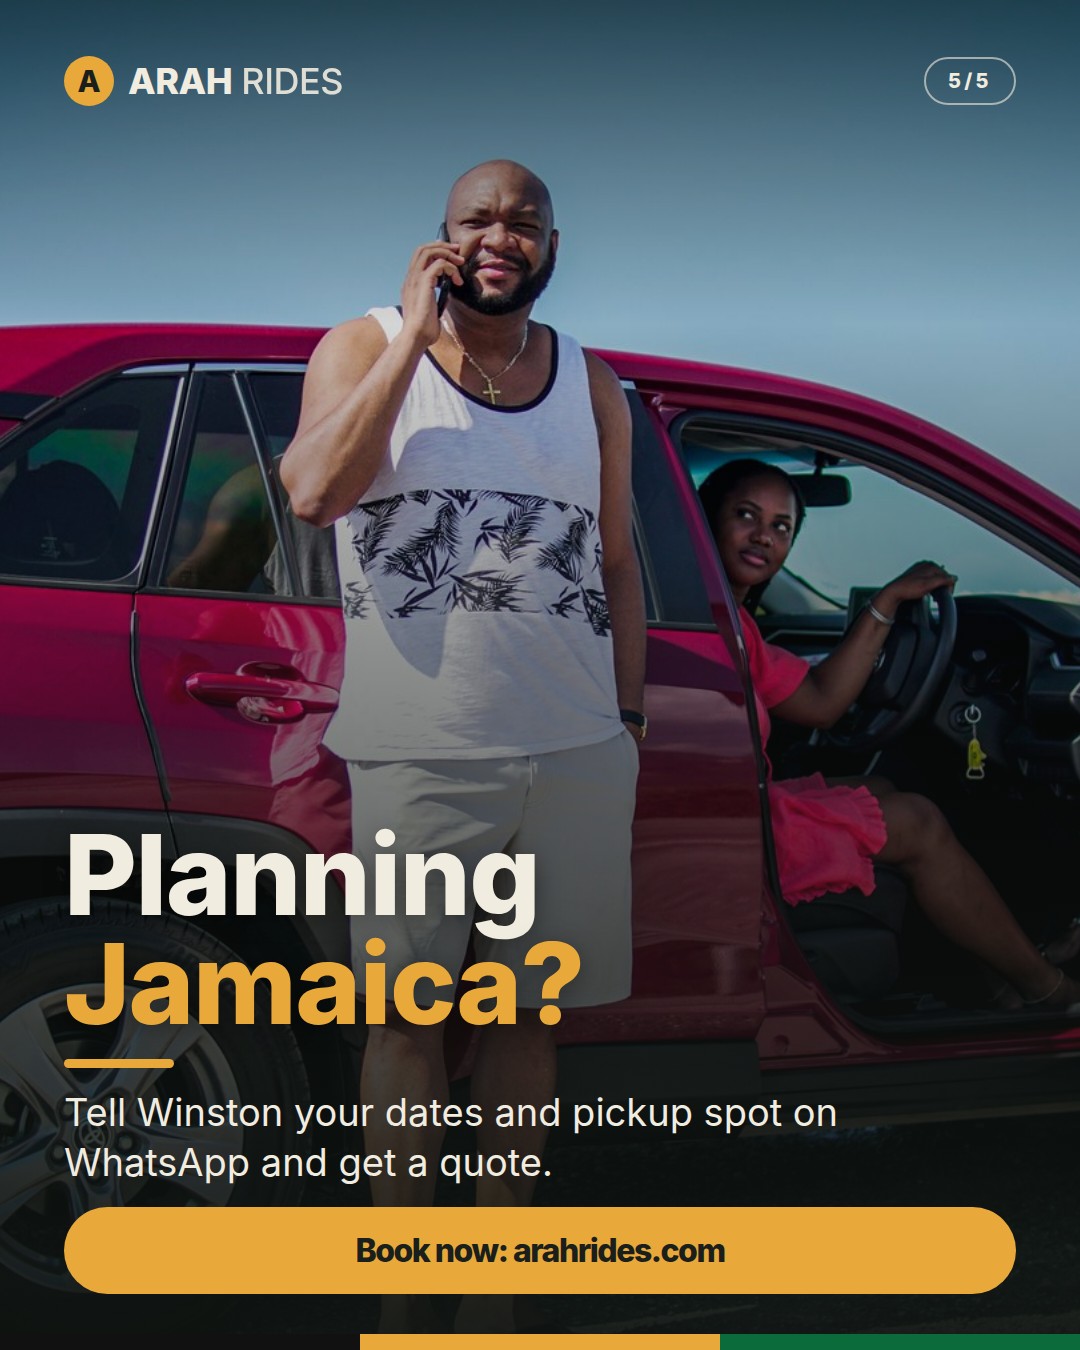 A ARAH RIDES
5/5
Planning
Jamaica?
Tell Winston your dates and pickup spot on
WhatsApp and get a quote.
Book now: arahrides.com